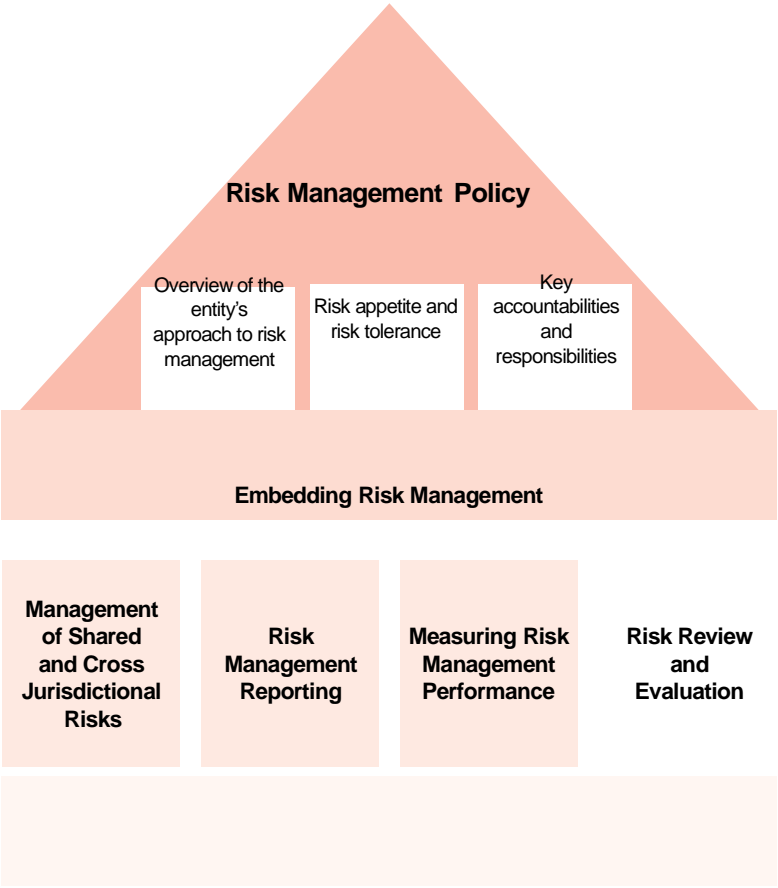 Risk Management Policy
Overview of the
entity's
approach to risk
management
Risk appetite and
risk tolerance
Key
accountabilities
and
responsibilities
Embedding Risk Management
Management
of Shared
and Cross
Jurisdictional
Risks
Risk
Management
Reporting
Measuring Risk
Management
Performance
Risk Review
and
Evaluation